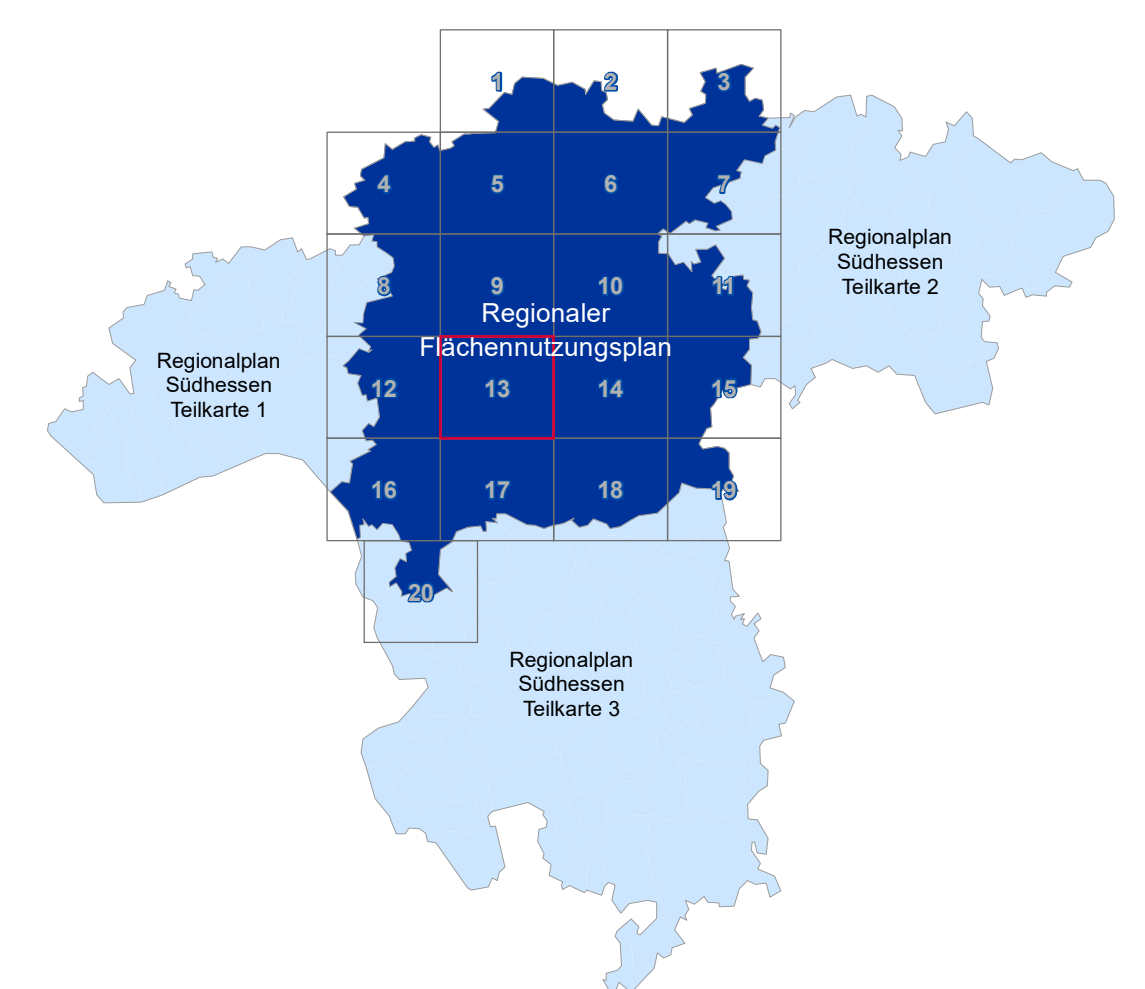 1
2
3
4
5
6
7
Regionalplan
Südhessen
Teilkarte 2
8
9
10
11
Regionaler
Flächennutzungsplan
Regionalplan
Südhessen
Teilkarte 1
12
13
14
15
16
17
18
19
20
Regionalplan
Südhessen
Teilkarte 3